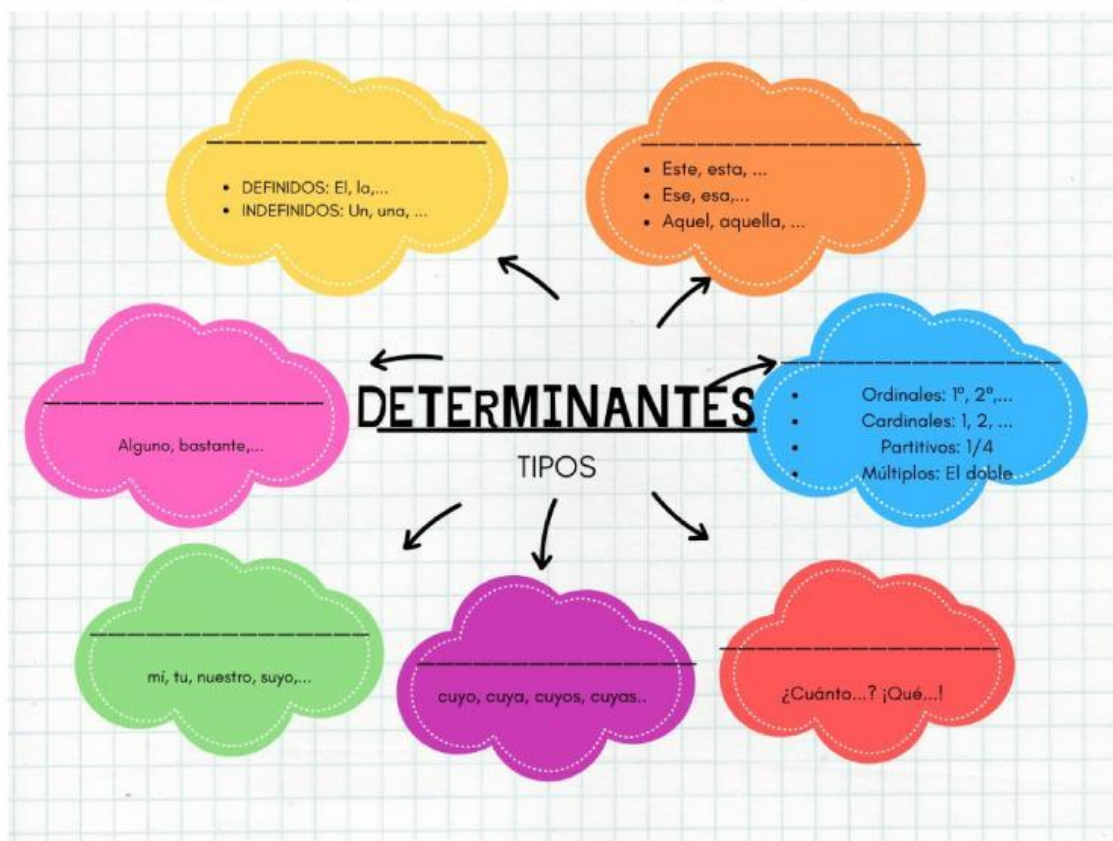 • DEFINIDOS: El, la,...
• INDEFINIDOS: Un, una, ...
• Este, esta, ...
• Ese, esa,...
• Aquel, aquella, ...
Alguno, bastante,...
DETERMINANTES
TIPOS
• Ordinales: 1º, 2º,...
• Cardinales: 1, 2, ...
• Partitivos: 1/4
• Múltiplos: El doble
mí, tu, nuestro, suyo,...
cuyo, cuya, cuyos, cuyas..
¿Cuánto...? ¡Qué...!